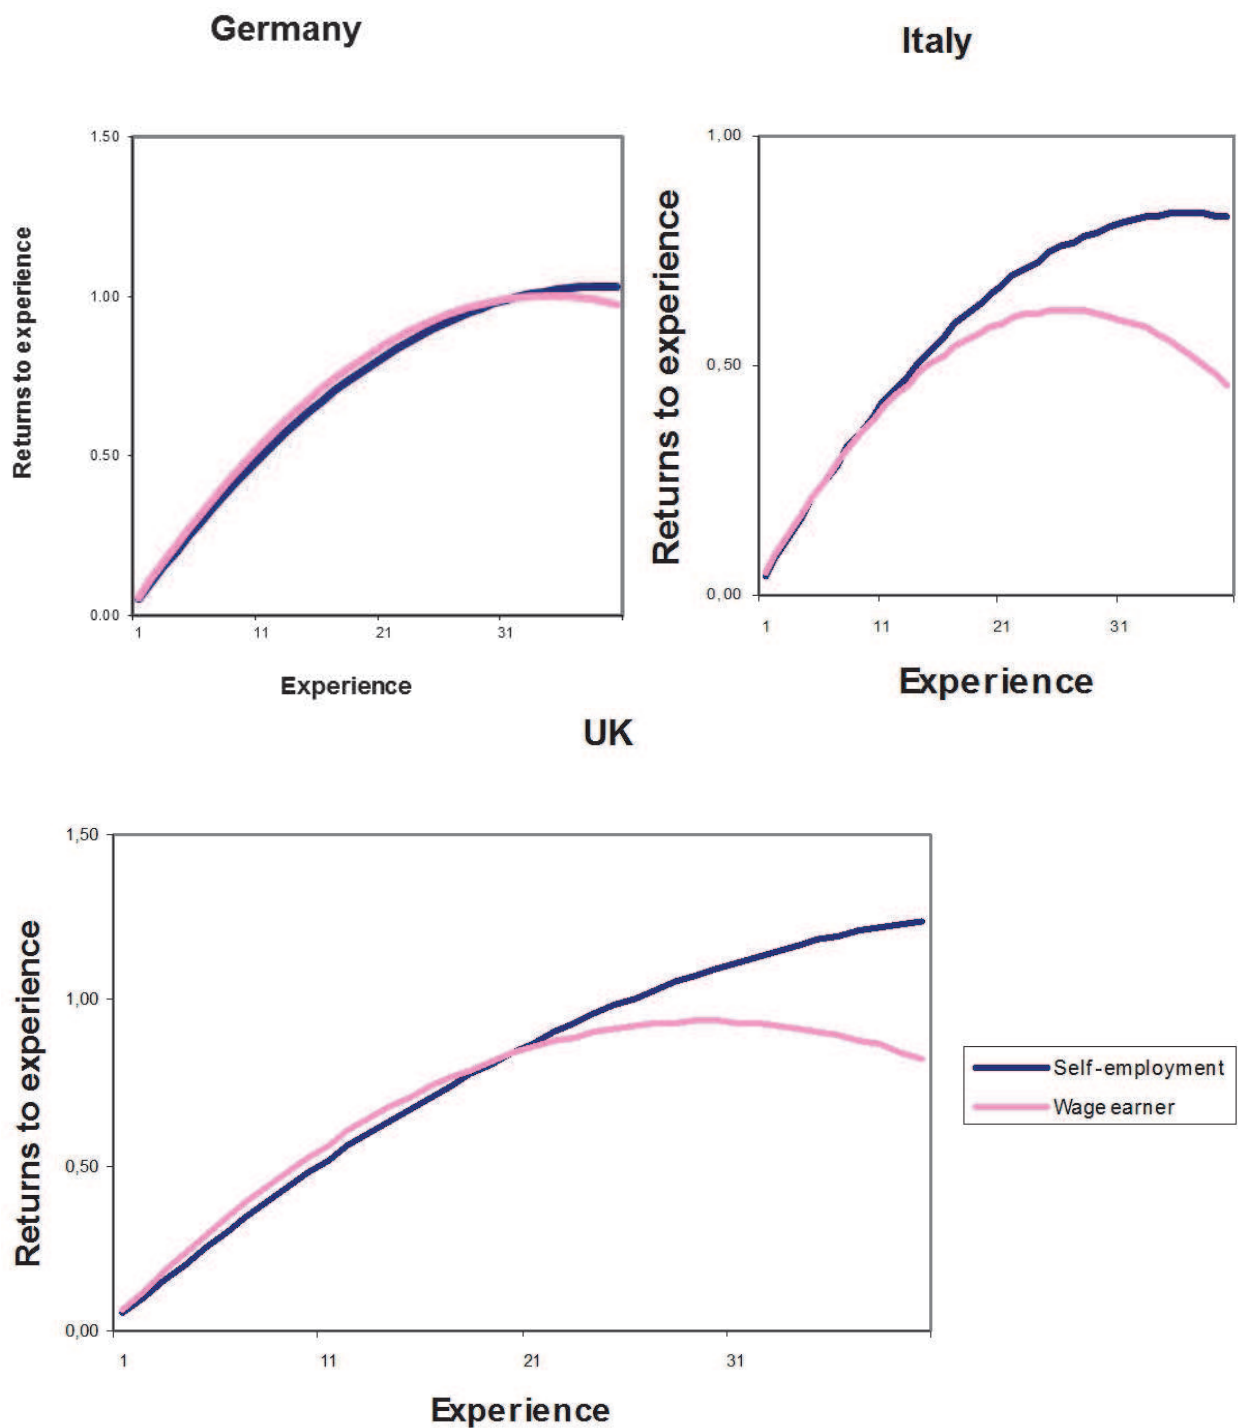 Germany
Returns to experience
1.50
1.00
0.50
0.00
1 11 21 31
Experience
Italy
Returns to experience
1,00
0,50
0,00
1 11 21 31
Experience
UK
Returns to experience
1,50
1,00
0,50
0,00
1 11 21 31
Experience
Self-employment
Wage earner